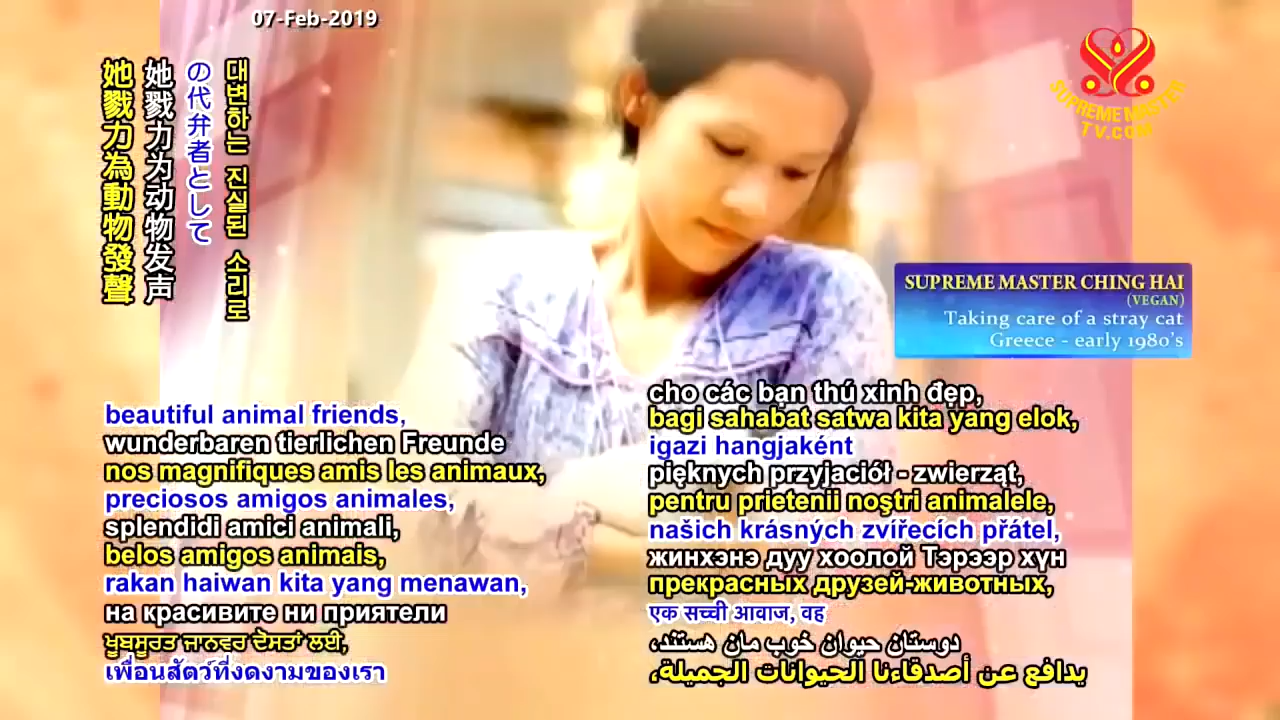 07-Feb-2019
SUPREME MASTER
TV.COM
她戮力為動物發聲
她戮力为动物发声
の代弁者として
대변하는 진실된 소리로
SUPREME MASTER CHING HAI
(VEGAN)
Taking care of a stray cat
Greece - early 1980's
beautiful animal friends,
wunderbaren tierlichen Freunde
nos magnifiques amis les animaux,
preciosos amigos animales,
splendidi amici animali,
belos amigos animais,
rakan haiwan kita yang menawan,
на красивите ни приятели
ਖੂਬਸੂਰਤ ਜਾਨਵਰ ਦੋਸਤਾਂ ਲਈ,
เพื่อนสัตว์ที่งดงามของเรา
cho các bạn thú xinh đẹp,
bagi sahabat satwa kita yang elok,
igazi hangjaként
pięknych przyjaciół - zwierząt,
pentru prietenii noştri animalele,
našich krásných zvířecích přátel,
жинхэнэ дуу хоолой Тэрээр хүн
прекрасных друзей-животных,
एक सच्ची आवाज, वह
دوستان حیوان خوب مان هستند،
يدافع عن أصدقاءنا الحيوانات الجميلة،